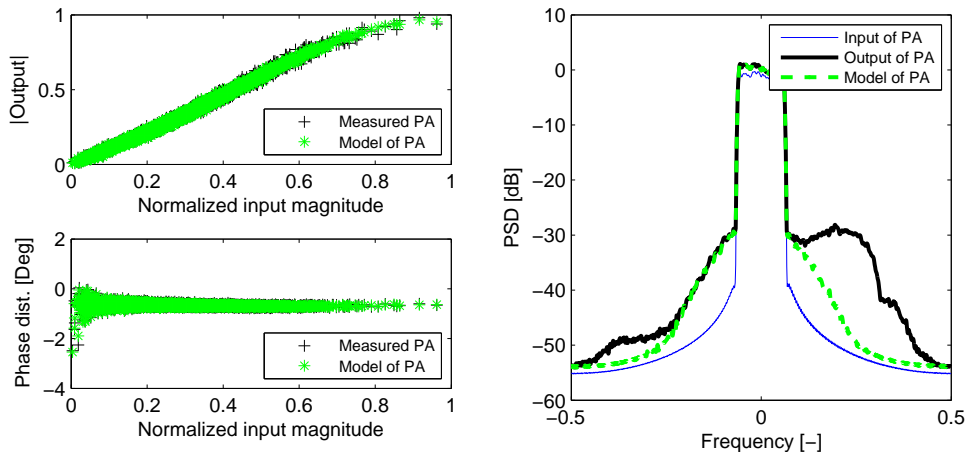 1
0.5
0
|Output|
Measured PA
Model of PA
0
0.2
0.4
0.6
0.8
1
Normalized input magnitude
2
0
−2
−4
Phase dist. [Deg]
Measured PA
Model of PA
0
0.2
0.4
0.6
0.8
1
Normalized input magnitude
10
0
−10
−20
−30
−40
−50
−60
PSD [dB]
Input of PA
Output of PA
Model of PA
−0.5
0
0.5
Frequency [−]